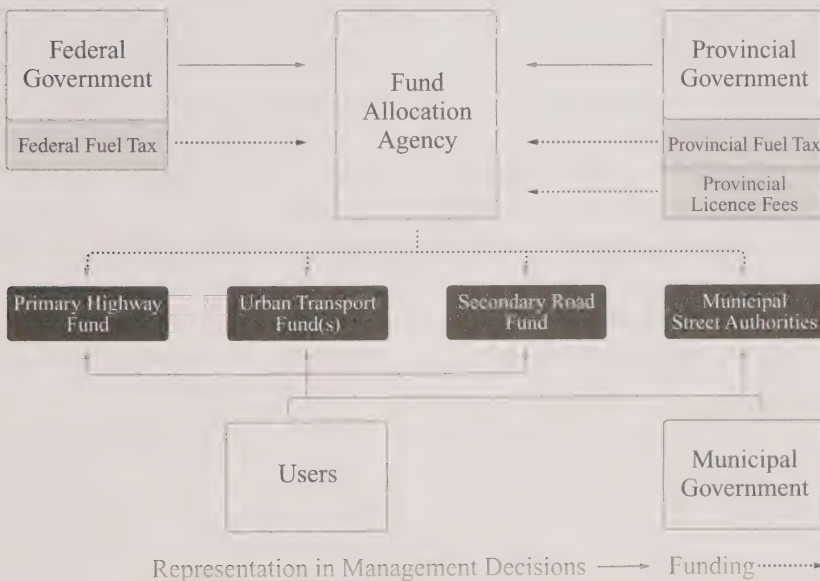 Federal
Government
Federal Fuel Tax
Fund
Allocation
Agency
Provincial
Government
Provincial Fuel Tax
Provincial
Licence Fees
Primary Highway
Fund
Urban Transport
Fund(s)
Secondary Road
Fund
Municipal
Street Authorities
Users
Municipal
Government
Representation in Management Decisions
Funding